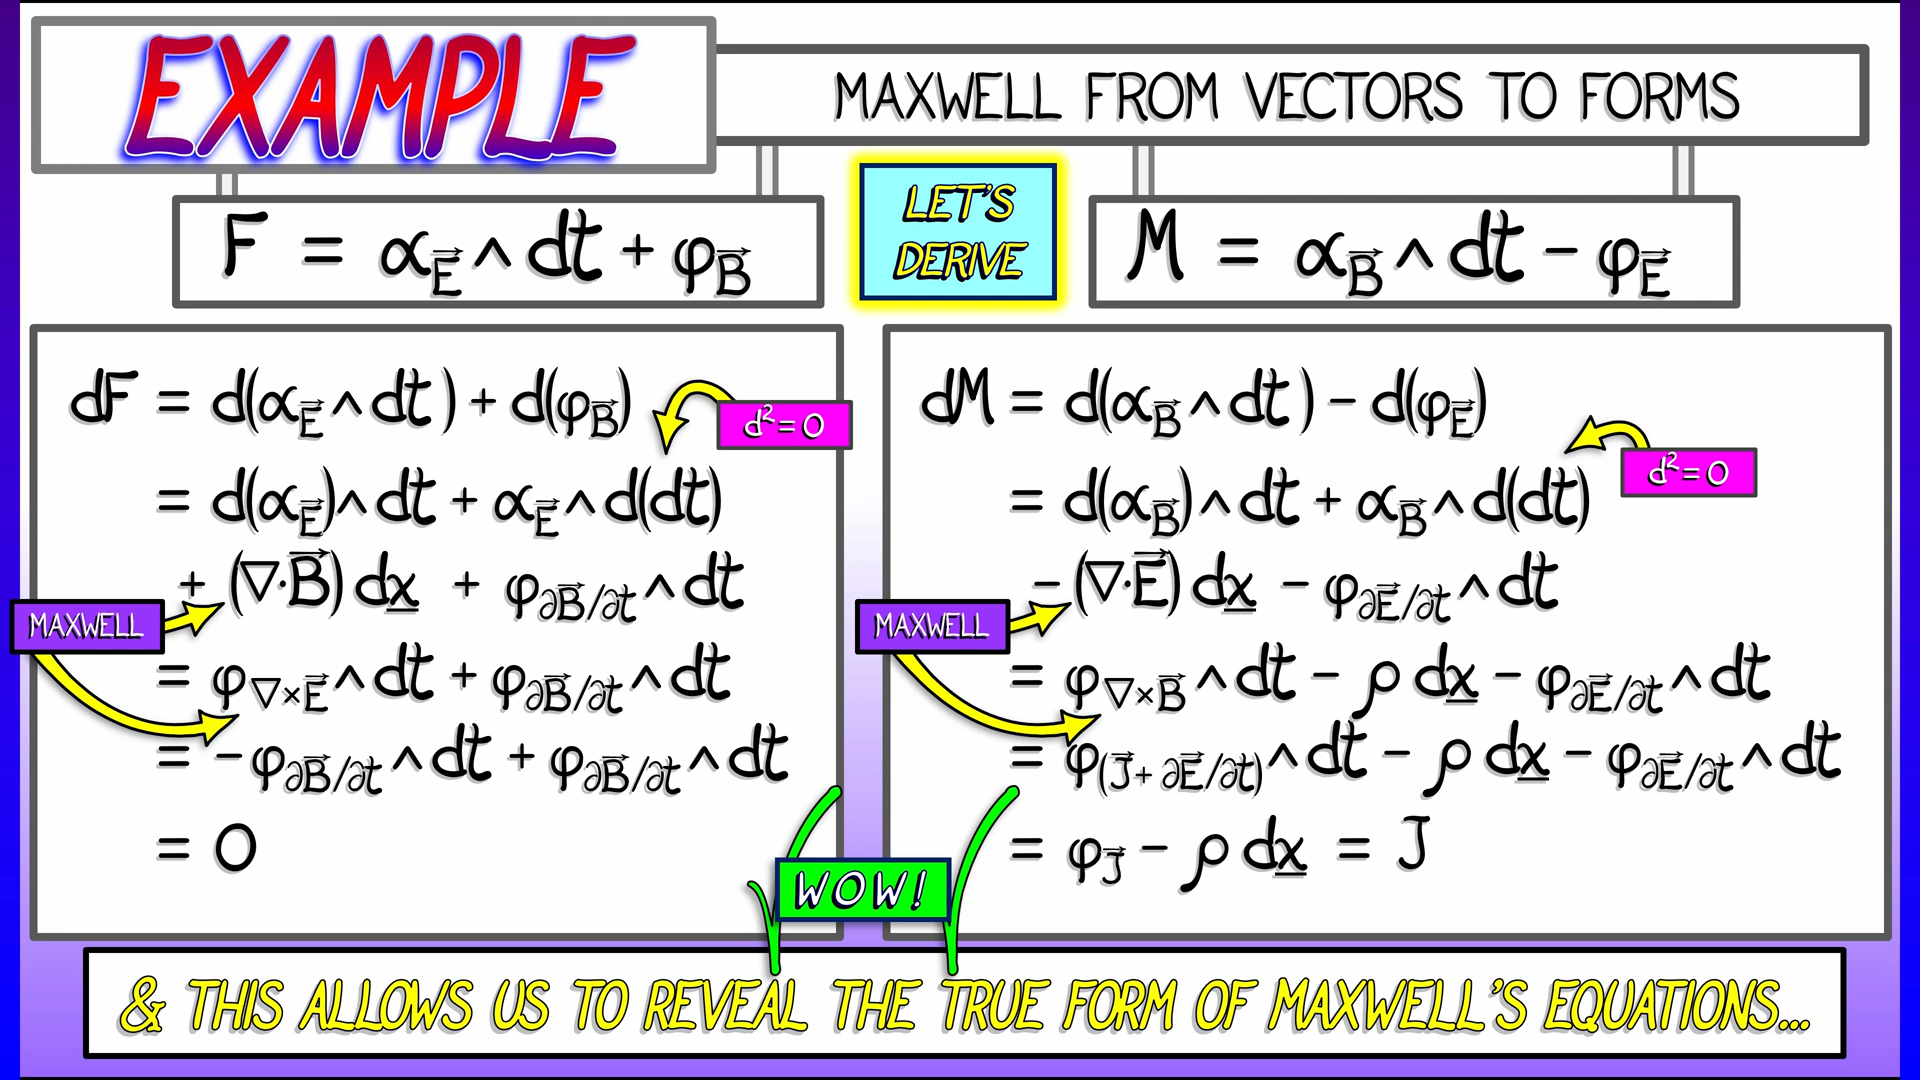 EXAMPLE
MAXWELL FROM VECTORS TO FORMS
F = α_E⃗ ∧ dt + φ_B⃗
LET'S
DERIVE
M = α_B⃗ ∧ dt − φ_E⃗
dF = d(α_E⃗ ∧ dt) + d(φ_B⃗)
d² = 0
= d(α_E⃗) ∧ dt + α_E⃗ ∧ d(dt)
+ (∇·B⃗) dx̲ + φ_∂B⃗/∂t ∧ dt
MAXWELL
= φ_∇×E⃗ ∧ dt + φ_∂B⃗/∂t ∧ dt
= −φ_∂B⃗/∂t ∧ dt + φ_∂B⃗/∂t ∧ dt
= 0
dM = d(α_B⃗ ∧ dt) − d(φ_E⃗)
d² = 0
= d(α_B⃗) ∧ dt + α_B⃗ ∧ d(dt)
− (∇·E⃗) dx̲ − φ_∂E⃗/∂t ∧ dt
MAXWELL
= φ_∇×B⃗ ∧ dt − ρ dx̲ − φ_∂E⃗/∂t ∧ dt
= φ_(J⃗ + ∂E⃗/∂t) ∧ dt − ρ dx̲ − φ_∂E⃗/∂t ∧ dt
= φ_J⃗ − ρ dx̲ = J
WOW!
& THIS ALLOWS US TO REVEAL THE TRUE FORM OF MAXWELL'S EQUATIONS...